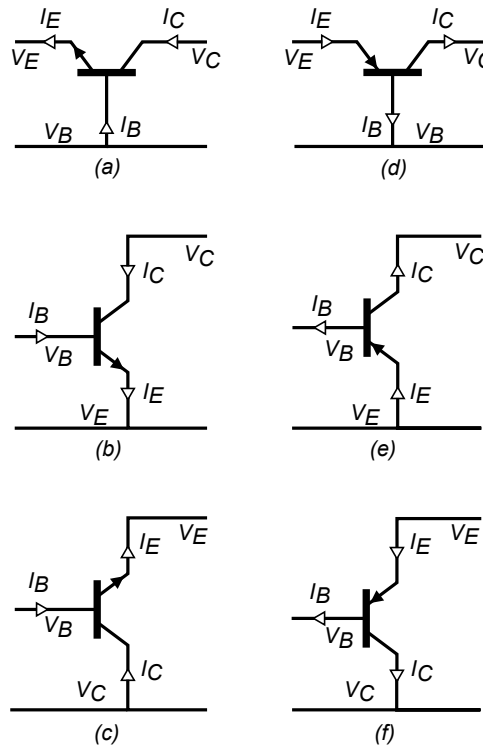 IE IC IE IC
VE VC VE VC
VB IB IB VB
(a) (d)
VC VC
IC IC
IB IB
VB VB
IE IE
VE VE
(b) (e)
VE VE
IE IE
IB IB
VB VB
IC IC
VC VC
(c) (f)